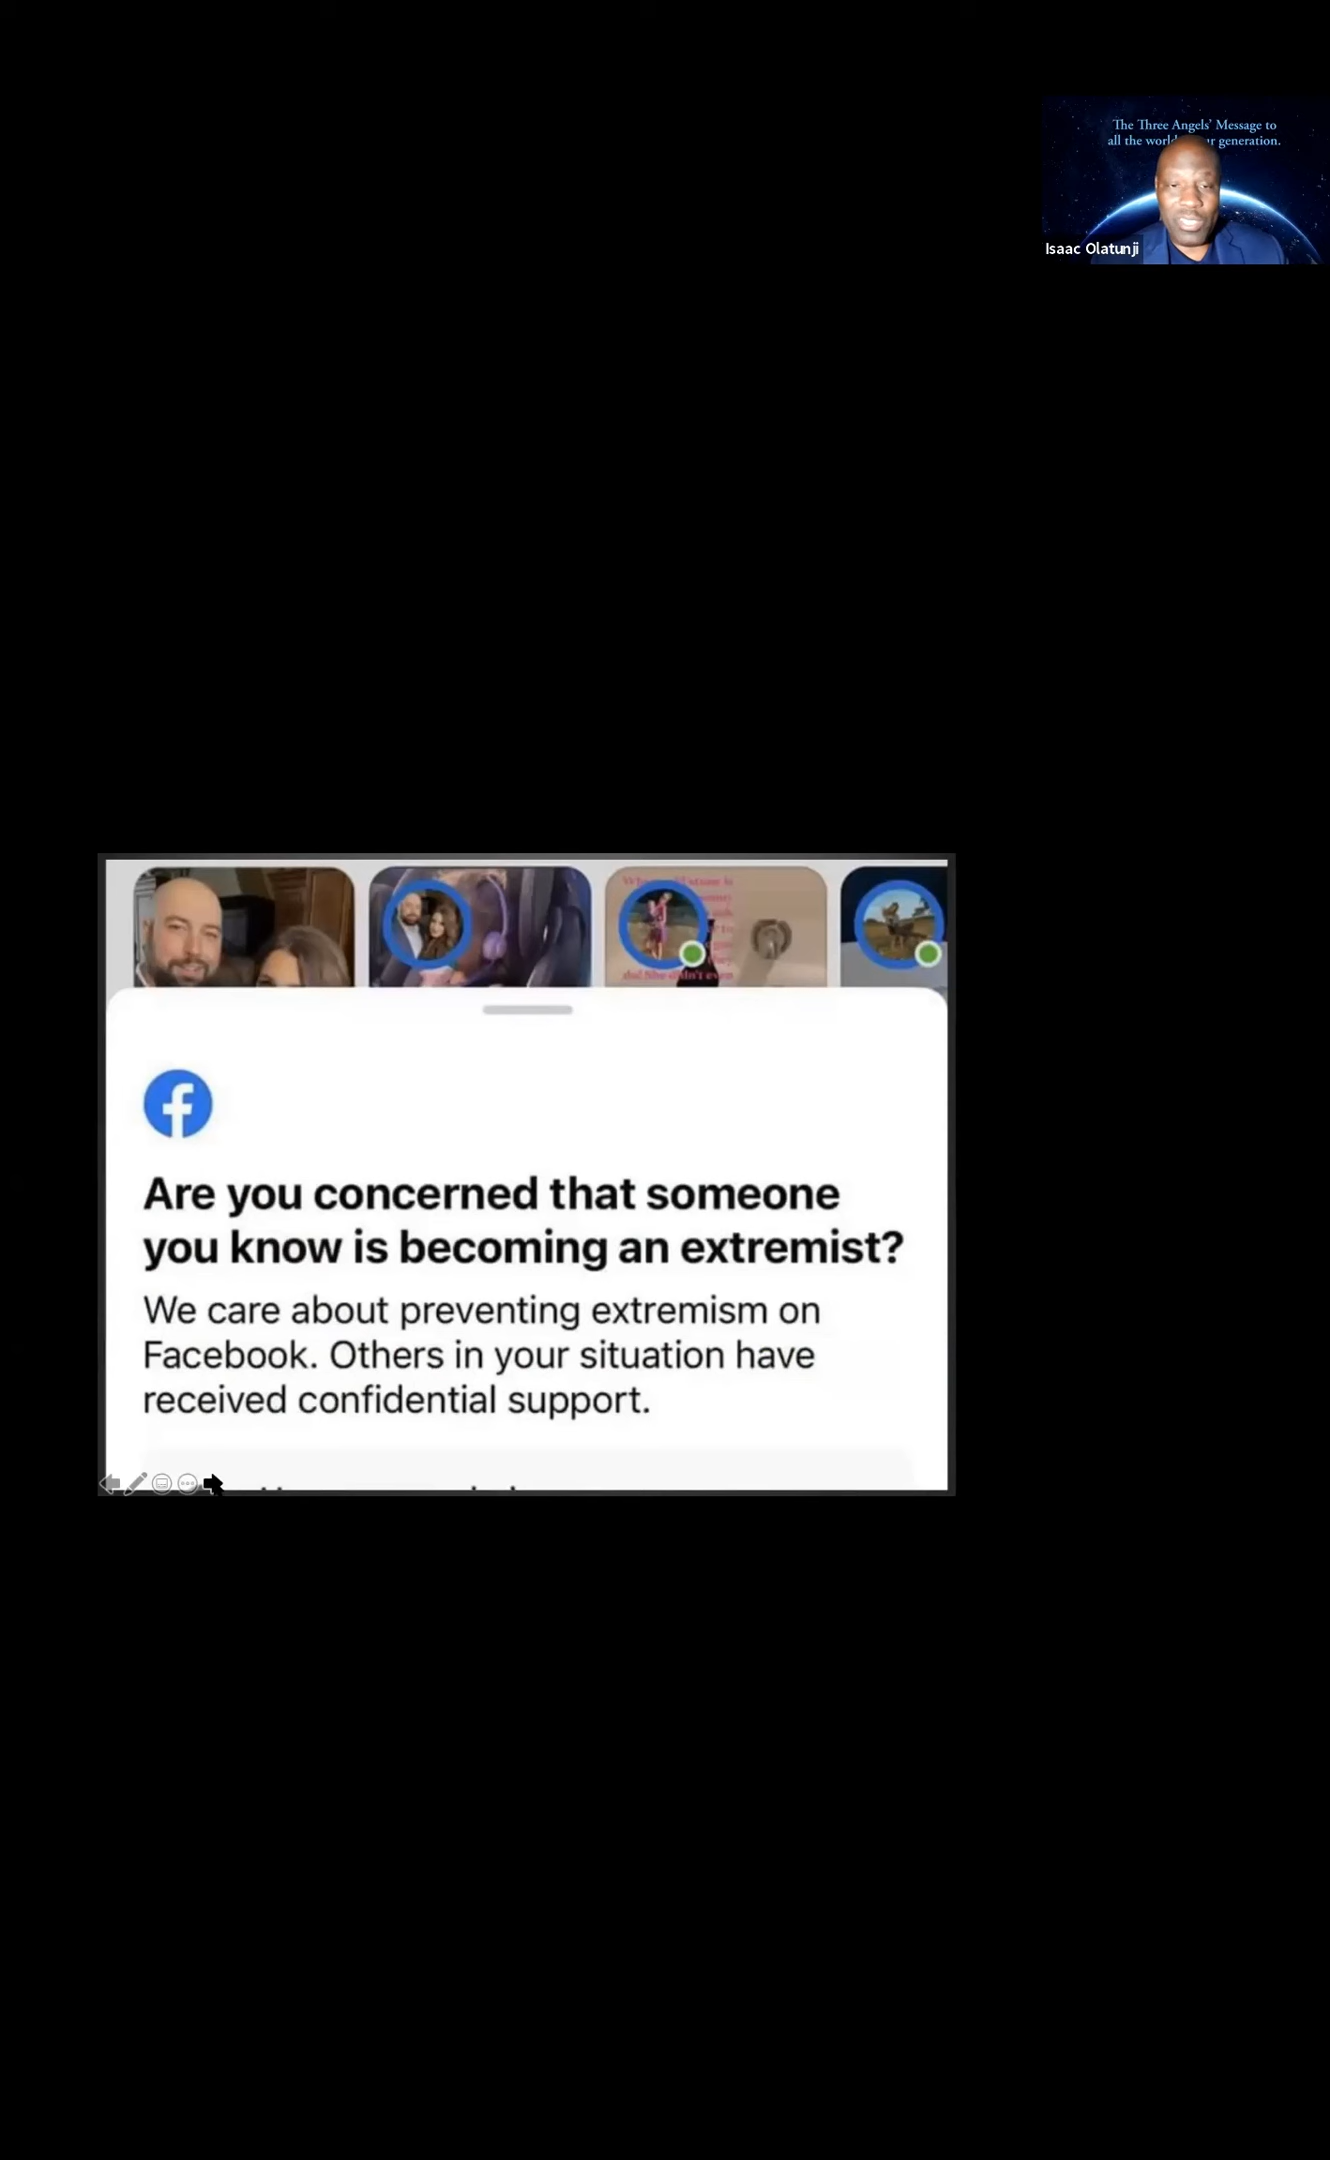 The Three Angels' Message to
all the world generation.
Isaac Olatunji
Are you concerned that someone
you know is becoming an extremist?
We care about preventing extremism on
Facebook. Others in your situation have
received confidential support.